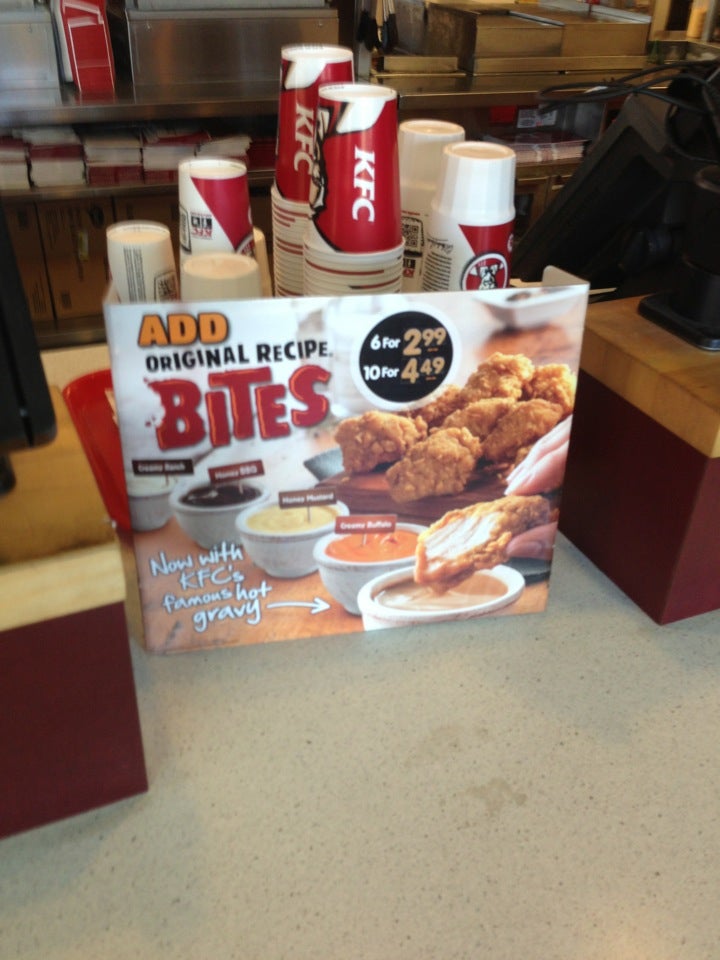 KFC
KFC
KFC
ADD
ORIGINAL RECIPE.
BITES
6 For 2.99
10 For 4.49
Creamy Ranch
Honey BBQ
Honey Mustard
Creamy Buffalo
Now with
KFC's
famous hot
gravy